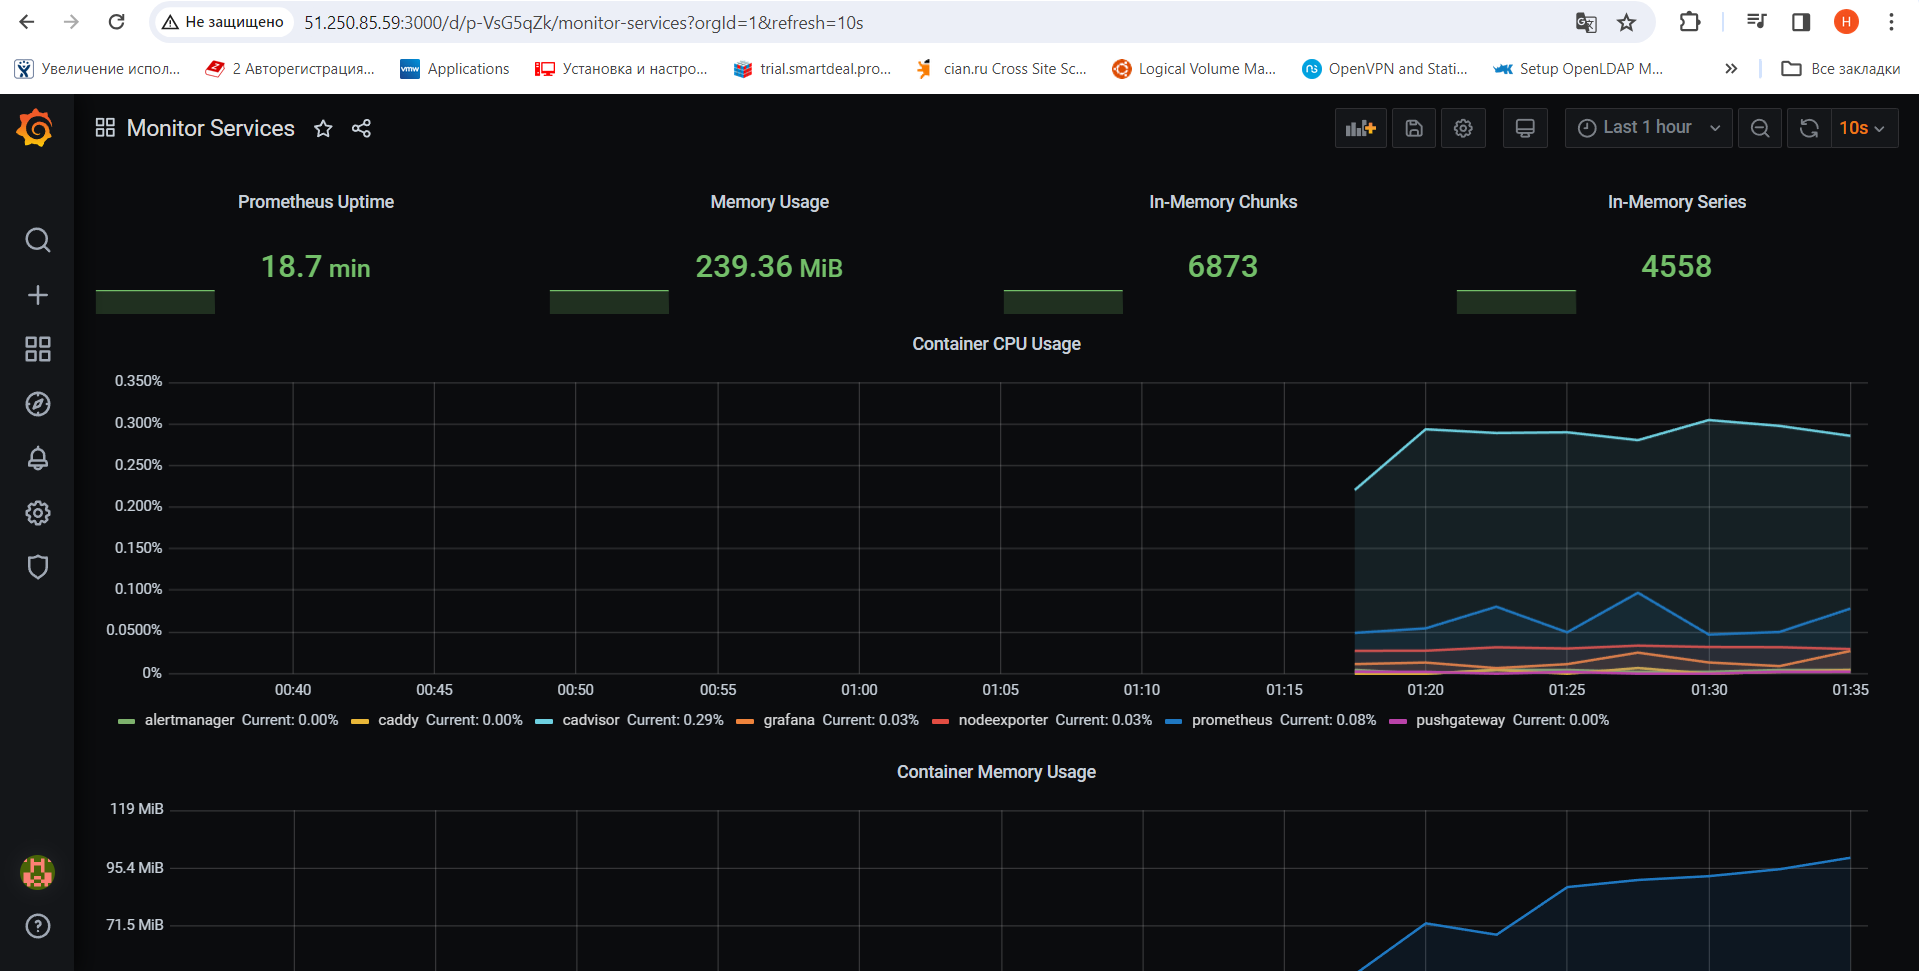 Не защищено 51.250.85.59:3000/d/p-VsG5qZk/monitor-services?orgId=1&refresh=10s H
Увеличение испол... 2 Авторегистрация... vmw Applications Установка и настро... trial.smartdeal.pro... cian.ru Cross Site Sc... Logical Volume Ma... ns OpenVPN and Stati... Setup OpenLDAP M... » Все закладки
Monitor Services Last 1 hour 10s
Prometheus Uptime Memory Usage In-Memory Chunks In-Memory Series
18.7 min 239.36 MiB 6873 4558
Container CPU Usage
0.350%
0.300%
0.250%
0.200%
0.150%
0.100%
0.0500%
0%
00:40 00:45 00:50 00:55 01:00 01:05 01:10 01:15 01:20 01:25 01:30 01:35
alertmanager Current: 0.00% caddy Current: 0.00% cadvisor Current: 0.29% grafana Current: 0.03% nodeexporter Current: 0.03% prometheus Current: 0.08% pushgateway Current: 0.00%
Container Memory Usage
119 MiB
95.4 MiB
71.5 MiB